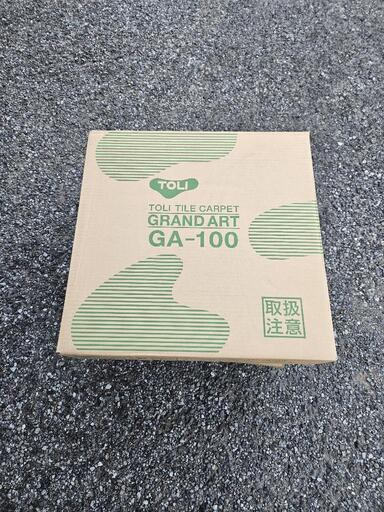 TOLI
TOLI TILE CARPET
GRAND ART
GA-100
取扱
注意